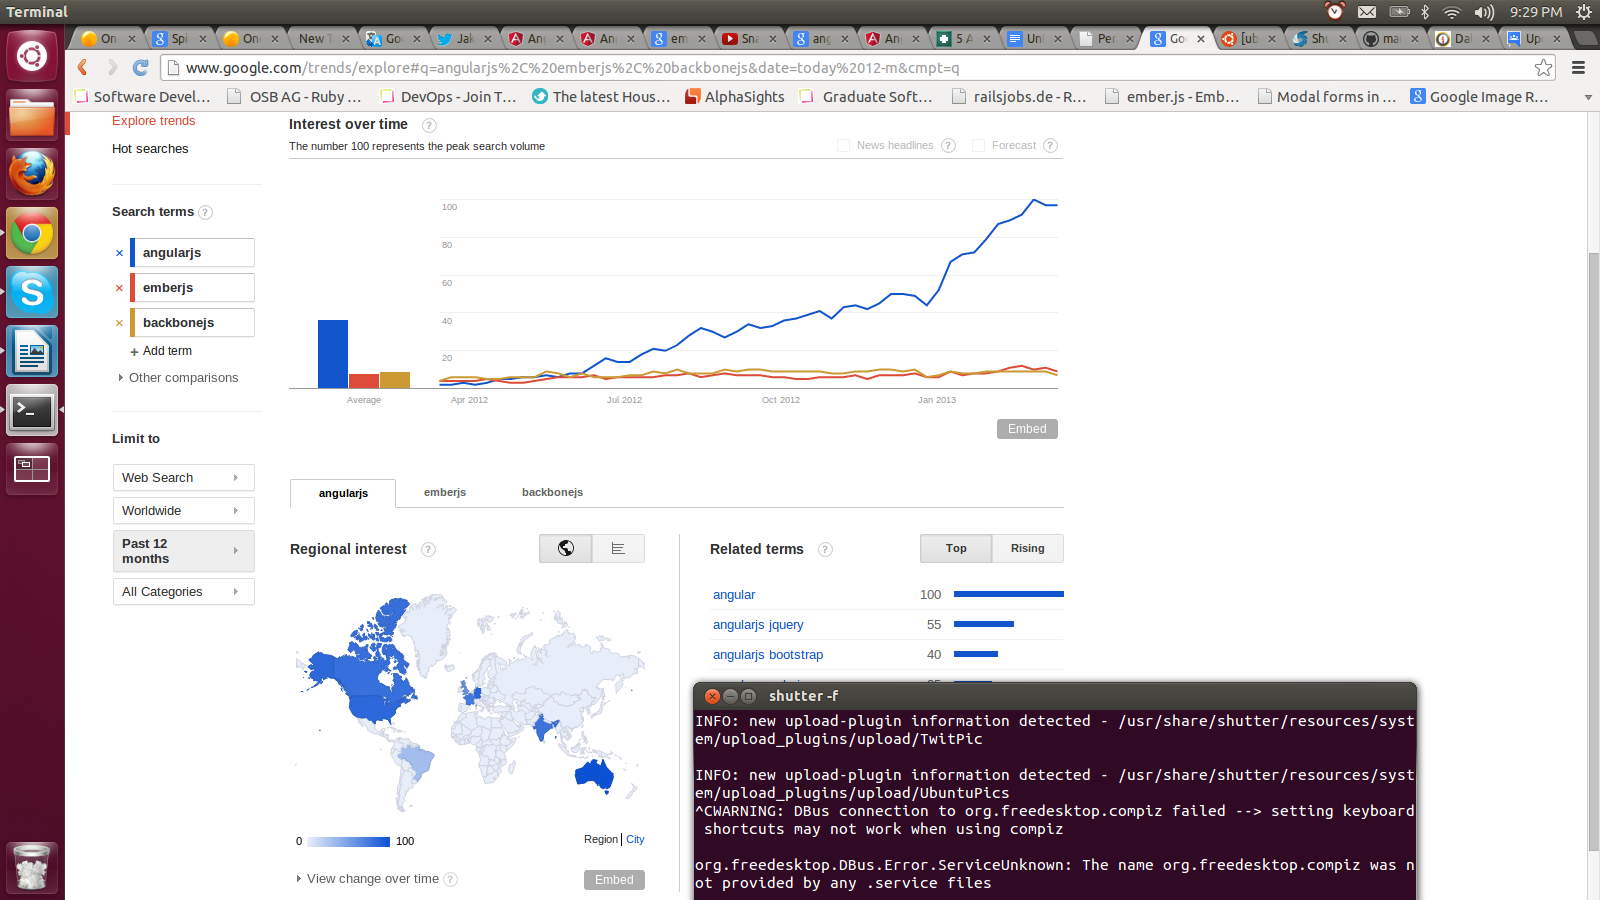 Terminal
9:29 PM
On
Spi
On
New T
Goo
Jak
An
An
em
Sna
ang
An
5 A
Unl
Per
Go
[ub
Shu
mar
Dal
Upd
www.google.com/trends/explore#q=angularjs%2C%20emberjs%2C%20backbonejs&date=today%2012-m&cmpt=q
Software Devel...
OSB AG - Ruby ...
DevOps - Join T...
The latest Hous...
AlphaSights
Graduate Soft...
railsjobs.de - R...
ember.js - Emb...
Modal forms in ...
Google Image R...
Explore trends
Hot searches
Search terms ?
× angularjs
× emberjs
× backbonejs
+ Add term
Other comparisons
Limit to
Web Search
Worldwide
Past 12
months
All Categories
Interest over time ?
The number 100 represents the peak search volume
News headlines ?
Forecast ?
100
80
60
40
20
Average
Apr 2012
Jul 2012
Oct 2012
Jan 2013
Embed
angularjs
emberjs
backbonejs
Regional interest ?
0
100
Region | City
View change over time ?
Embed
Related terms ?
Top
Rising
angular 100
angularjs jquery 55
angularjs bootstrap 40
shutter -f
INFO: new upload-plugin information detected - /usr/share/shutter/resources/syst
em/upload_plugins/upload/TwitPic
INFO: new upload-plugin information detected - /usr/share/shutter/resources/syst
em/upload_plugins/upload/UbuntuPics
^CWARNING: DBus connection to org.freedesktop.compiz failed --> setting keyboard
shortcuts may not work when using compiz
org.freedesktop.DBus.Error.ServiceUnknown: The name org.freedesktop.compiz was n
ot provided by any .service files